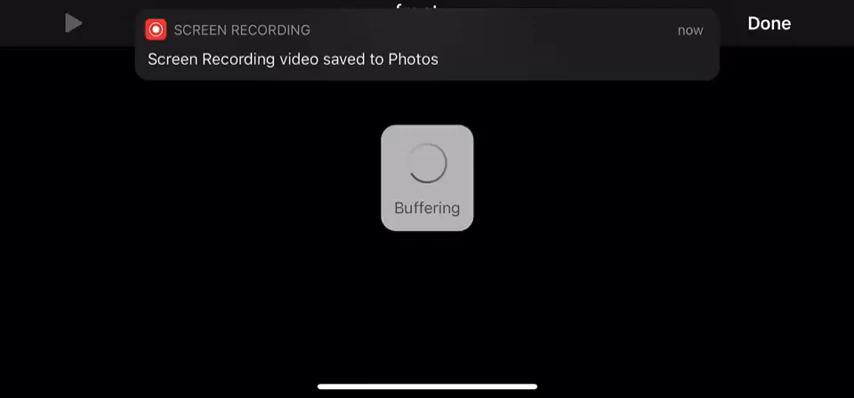 SCREEN RECORDING
now
Done
Screen Recording video saved to Photos
Buffering